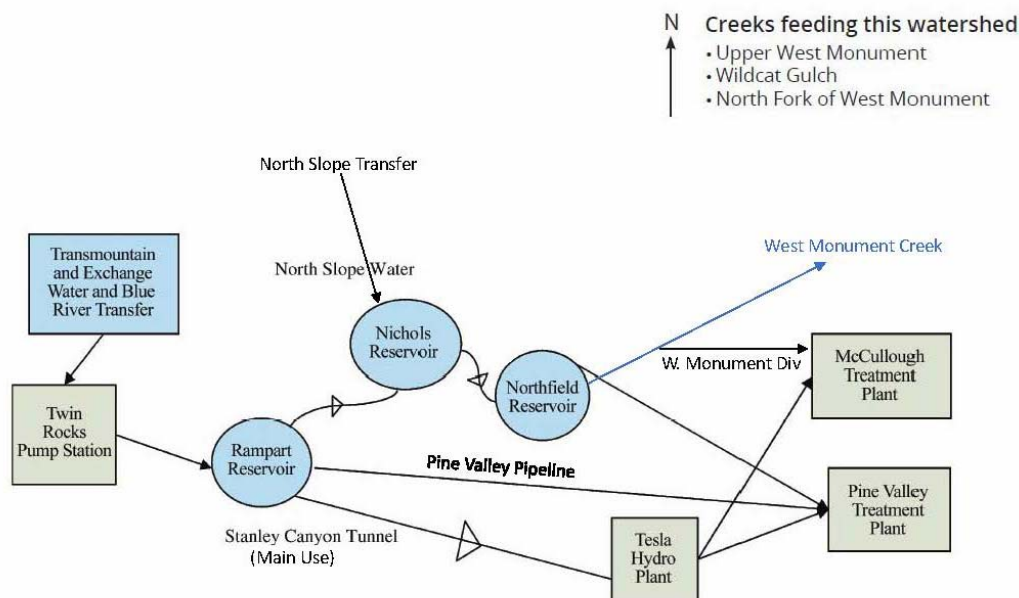 N
Creeks feeding this watershed
• Upper West Monument
• Wildcat Gulch
• North Fork of West Monument
North Slope Transfer
Transmountain
and Exchange
Water and Blue
River Transfer
North Slope Water
West Monument Creek
Nichols
Reservoir
W. Monument Div
McCullough
Treatment
Plant
Northfield
Reservoir
Twin
Rocks
Pump Station
Rampart
Reservoir
Pine Valley Pipeline
Pine Valley
Treatment
Plant
Stanley Canyon Tunnel
(Main Use)
Tesla
Hydro
Plant